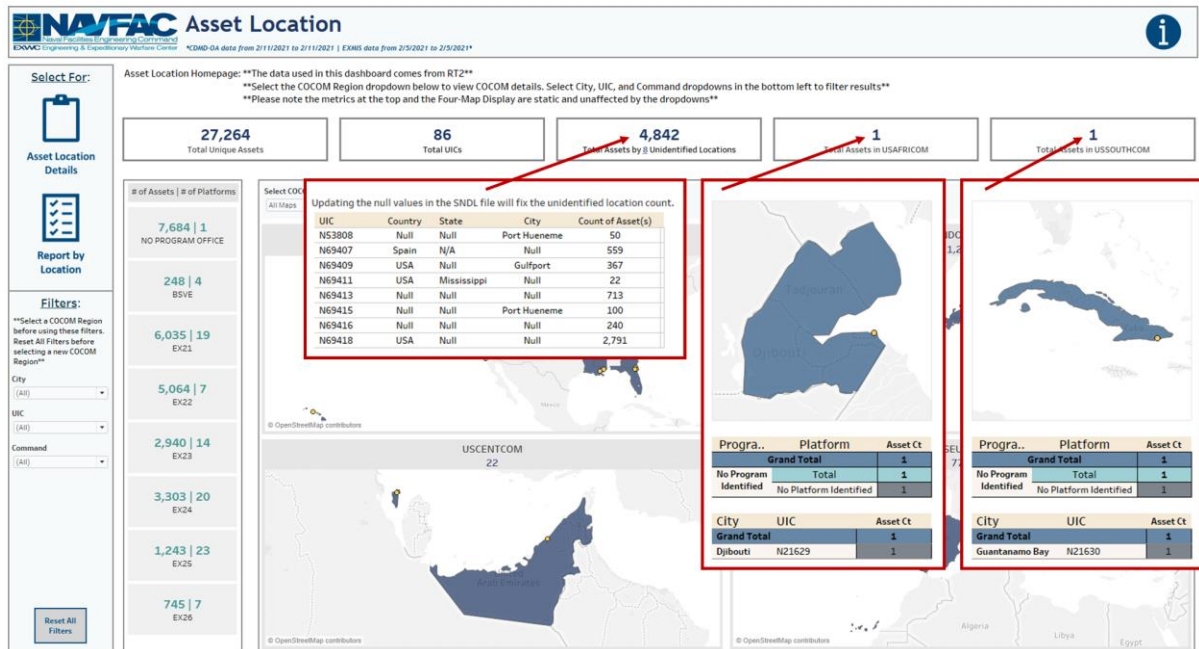 NAVFAC
Naval Facilities Engineering Command
EXWC Engineering & Expeditionary Warfare Center
Asset Location
*CDMD-OA data from 2/11/2021 to 2/11/2021 | EXMIS data from 2/5/2021 to 2/5/2021*
i
Select For:
Asset Location
Details
Report by
Location
Filters:
**Select a COCOM Region
before using these filters.
Reset All Filters before
selecting a new COCOM
Region**
City
(All)
UIC
(All)
Command
(All)
Reset All
Filters
Asset Location Homepage: **The data used in this dashboard comes from RT2**
**Select the COCOM Region dropdown below to view COCOM details. Select City, UIC, and Command dropdowns in the bottom left to filter results**
**Please note the metrics at the top and the Four-Map Display are static and unaffected by the dropdowns**
27,264
Total Unique Assets
86
Total UICs
4,842
Total Assets by 8 Unidentified Locations
1
Total Assets in USAFRICOM
1
Total Assets in USSOUTHCOM
# of Assets | # of Platforms
7,684 | 1
NO PROGRAM OFFICE
248 | 4
BSVE
6,035 | 19
EX21
5,064 | 7
EX22
2,940 | 14
EX23
3,303 | 20
EX24
1,243 | 23
EX25
745 | 7
EX26
Select COC
All Maps
Updating the null values in the SNDL file will fix the unidentified location count.
UIC Country State City Count of Asset(s)
N53808 Null Null Port Hueneme 50
N69407 Spain N/A Null 559
N69409 USA Null Gulfport 367
N69411 USA Mississippi Null 22
N69413 Null Null Null 713
N69415 Null Null Port Hueneme 100
N69416 Null Null Null 240
N69418 USA Null Null 2,791
Mexico
© OpenStreetMap contributors
USCENTCOM
22
Arab Emirates
© OpenStreetMap contributors
Tadjourah
Djibouti
Progra.. Platform Asset Ct
Grand Total 1
No Program Identified Total 1
No Platform Identified 1
City UIC Asset Ct
Grand Total 1
Djibouti N21629 1
Cuba
Progra.. Platform Asset Ct
Grand Total 1
No Program Identified Total 1
No Platform Identified 1
City UIC Asset Ct
Grand Total 1
Guantanamo Bay N21630 1
Algeria
Libya
Egypt
© OpenStreetMap contributors